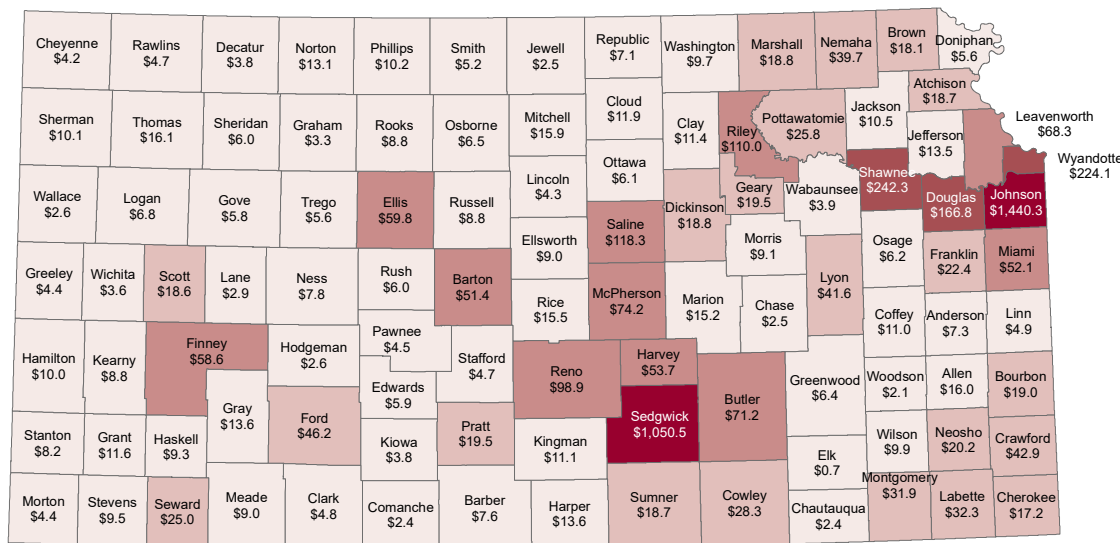 Cheyenne
$4.2
Rawlins
$4.7
Decatur
$3.8
Norton
$13.1
Phillips
$10.2
Smith
$5.2
Jewell
$2.5
Republic
$7.1
Washington
$9.7
Marshall
$18.8
Nemaha
$39.7
Brown
$18.1
Doniphan
$5.6
Atchison
$18.7
Sherman
$10.1
Thomas
$16.1
Sheridan
$6.0
Graham
$3.3
Rooks
$8.8
Osborne
$6.5
Mitchell
$15.9
Cloud
$11.9
Clay
$11.4
Riley
$110.0
Pottawatomie
$25.8
Jackson
$10.5
Jefferson
$13.5
Leavenworth
$68.3
Wyandotte
$224.1
Ottawa
$6.1
Lincoln
$4.3
Wallace
$2.6
Logan
$6.8
Gove
$5.8
Trego
$5.6
Ellis
$59.8
Russell
$8.8
Saline
$118.3
Dickinson
$18.8
Geary
$19.5
Wabaunsee
$3.9
Shawnee
$242.3
Douglas
$166.8
Johnson
$1,440.3
Ellsworth
$9.0
Morris
$9.1
Osage
$6.2
Franklin
$22.4
Miami
$52.1
Greeley
$4.4
Wichita
$3.6
Scott
$18.6
Lane
$2.9
Ness
$7.8
Rush
$6.0
Barton
$51.4
Rice
$15.5
McPherson
$74.2
Marion
$15.2
Chase
$2.5
Lyon
$41.6
Coffey
$11.0
Anderson
$7.3
Linn
$4.9
Hamilton
$10.0
Kearny
$8.8
Finney
$58.6
Hodgeman
$2.6
Pawnee
$4.5
Stafford
$4.7
Edwards
$5.9
Reno
$98.9
Harvey
$53.7
Sedgwick
$1,050.5
Butler
$71.2
Greenwood
$6.4
Woodson
$2.1
Allen
$16.0
Bourbon
$19.0
Gray
$13.6
Ford
$46.2
Stanton
$8.2
Grant
$11.6
Haskell
$9.3
Kiowa
$3.8
Pratt
$19.5
Kingman
$11.1
Elk
$0.7
Wilson
$9.9
Neosho
$20.2
Crawford
$42.9
Morton
$4.4
Stevens
$9.5
Seward
$25.0
Meade
$9.0
Clark
$4.8
Comanche
$2.4
Barber
$7.6
Harper
$13.6
Sumner
$18.7
Cowley
$28.3
Chautauqua
$2.4
Montgomery
$31.9
Labette
$32.3
Cherokee
$17.2